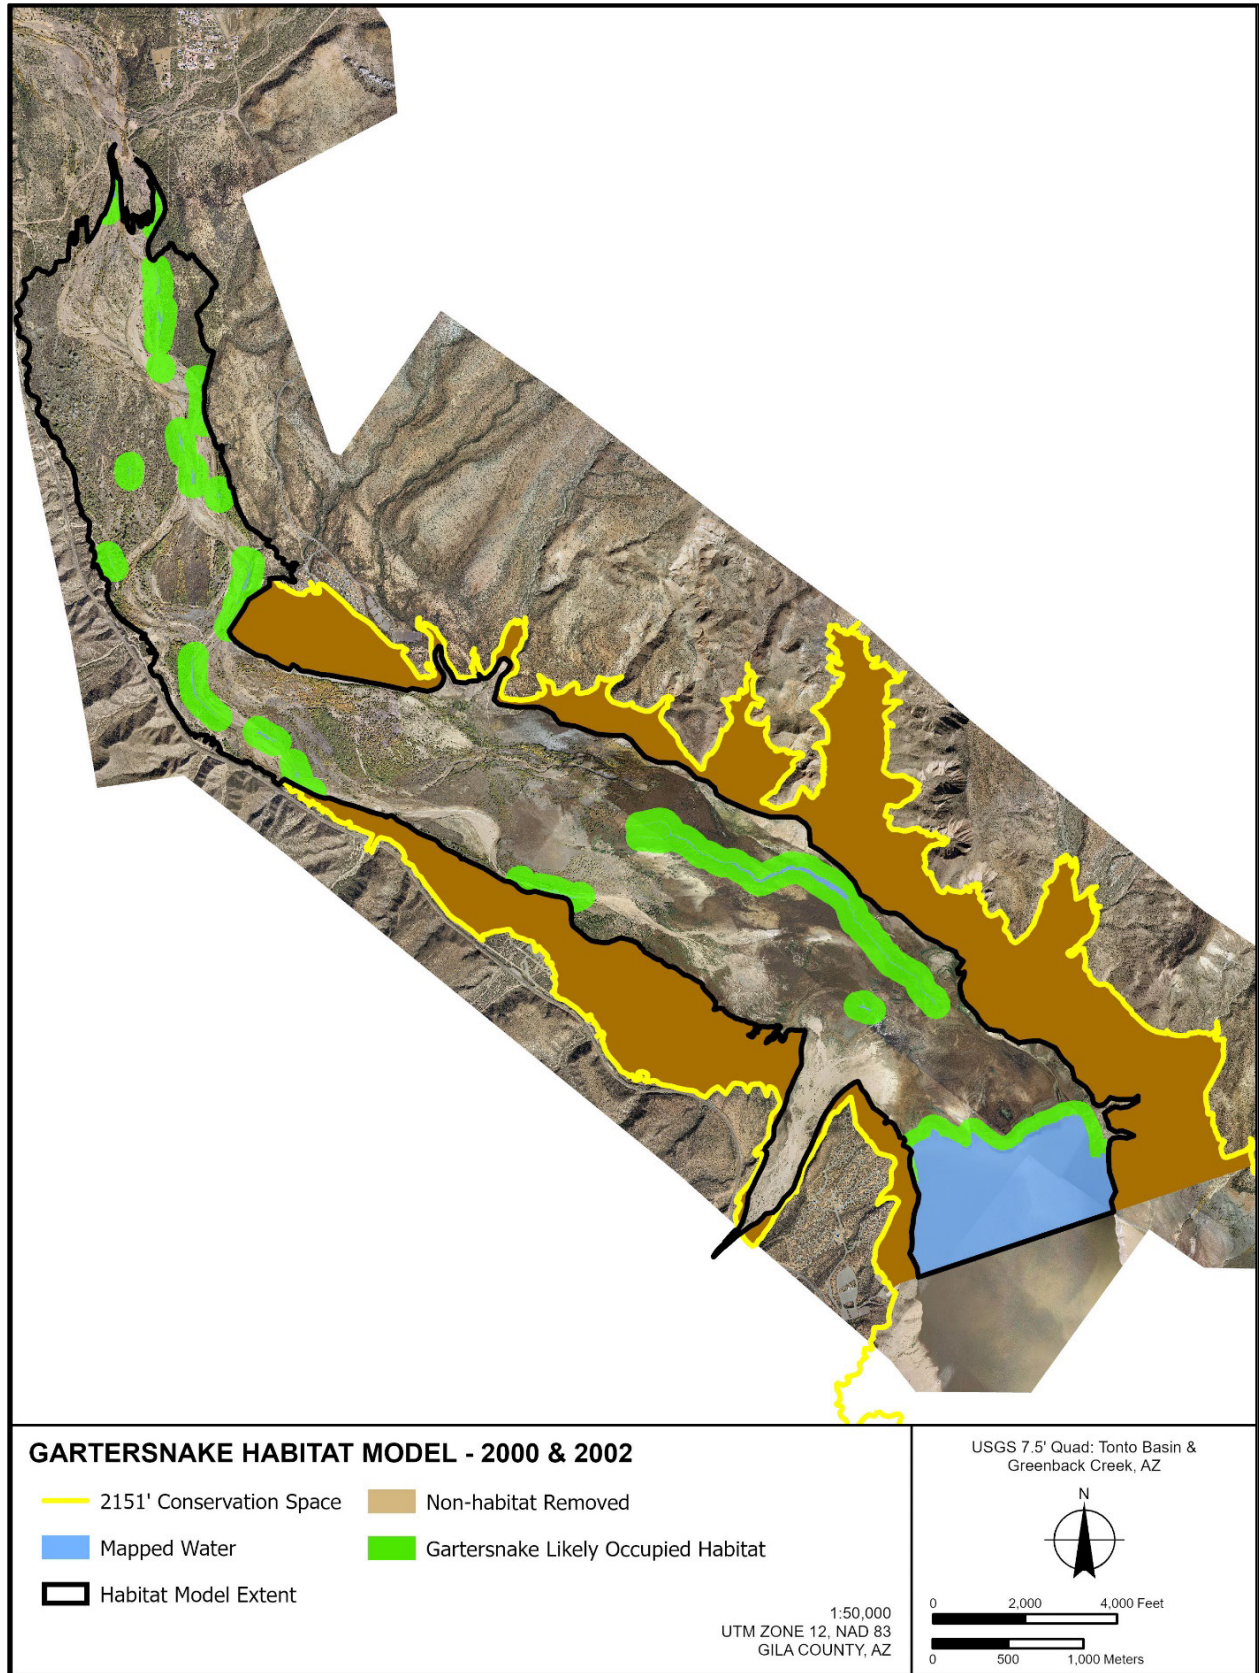 GARTERSNAKE HABITAT MODEL - 2000 & 2002
2151' Conservation Space
Non-habitat Removed
Mapped Water
Gartersnake Likely Occupied Habitat
Habitat Model Extent
1:50,000
UTM ZONE 12, NAD 83
GILA COUNTY, AZ
USGS 7.5' Quad: Tonto Basin &
Greenback Creek, AZ
N
0 2,000 4,000 Feet
0 500 1,000 Meters